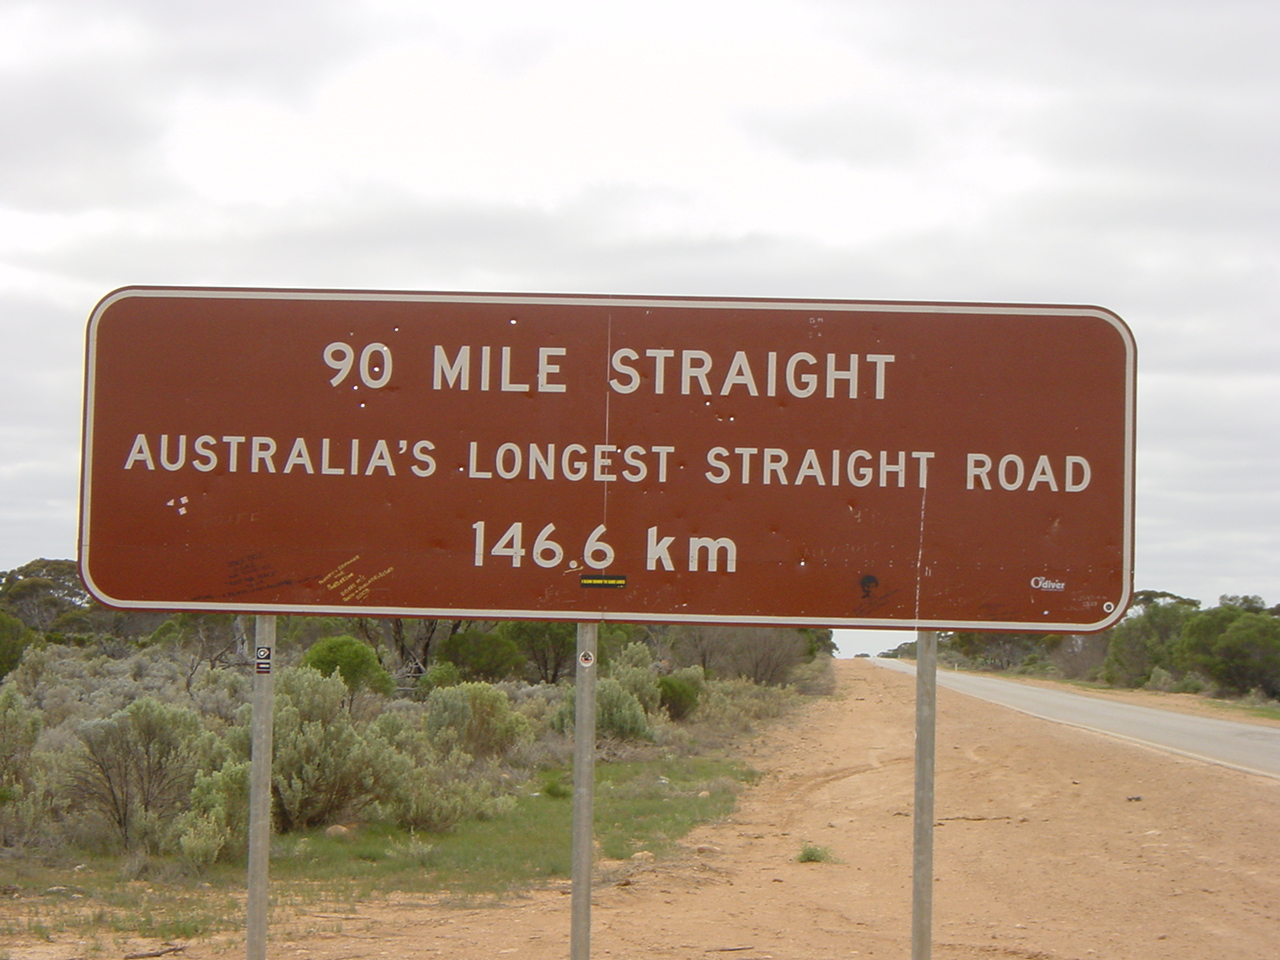 90 MILE STRAIGHT
AUSTRALIA'S LONGEST STRAIGHT ROAD
146.6 km